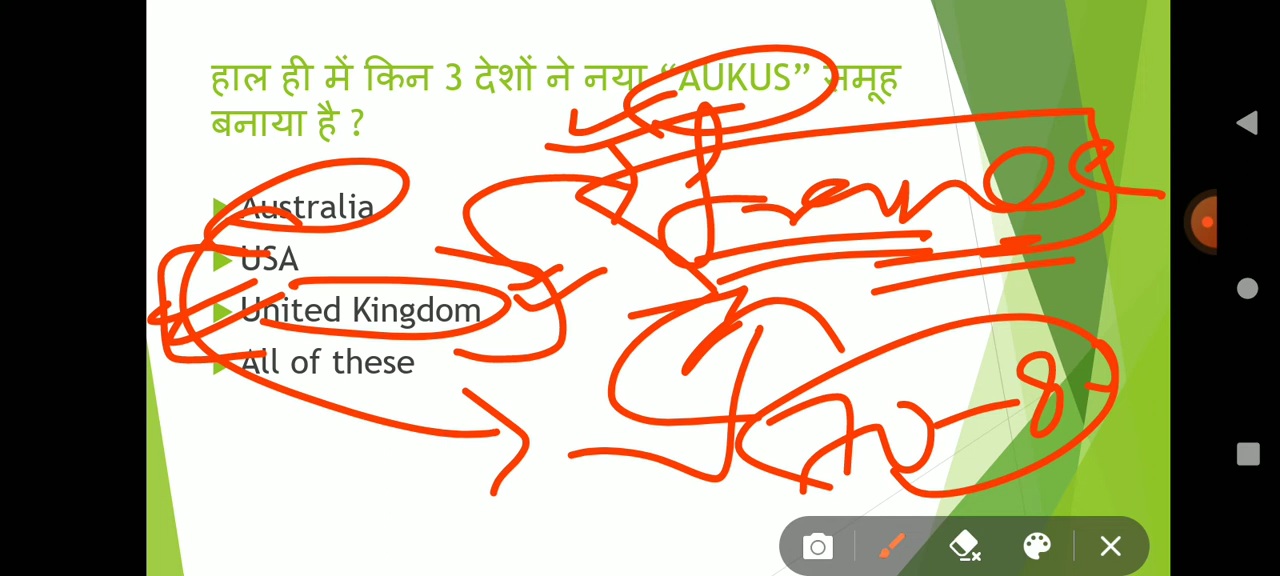 हाल ही में किन 3 देशों ने नया “AUKUS” समूह
बनाया है ?
Australia
USA
United Kingdom
All of these